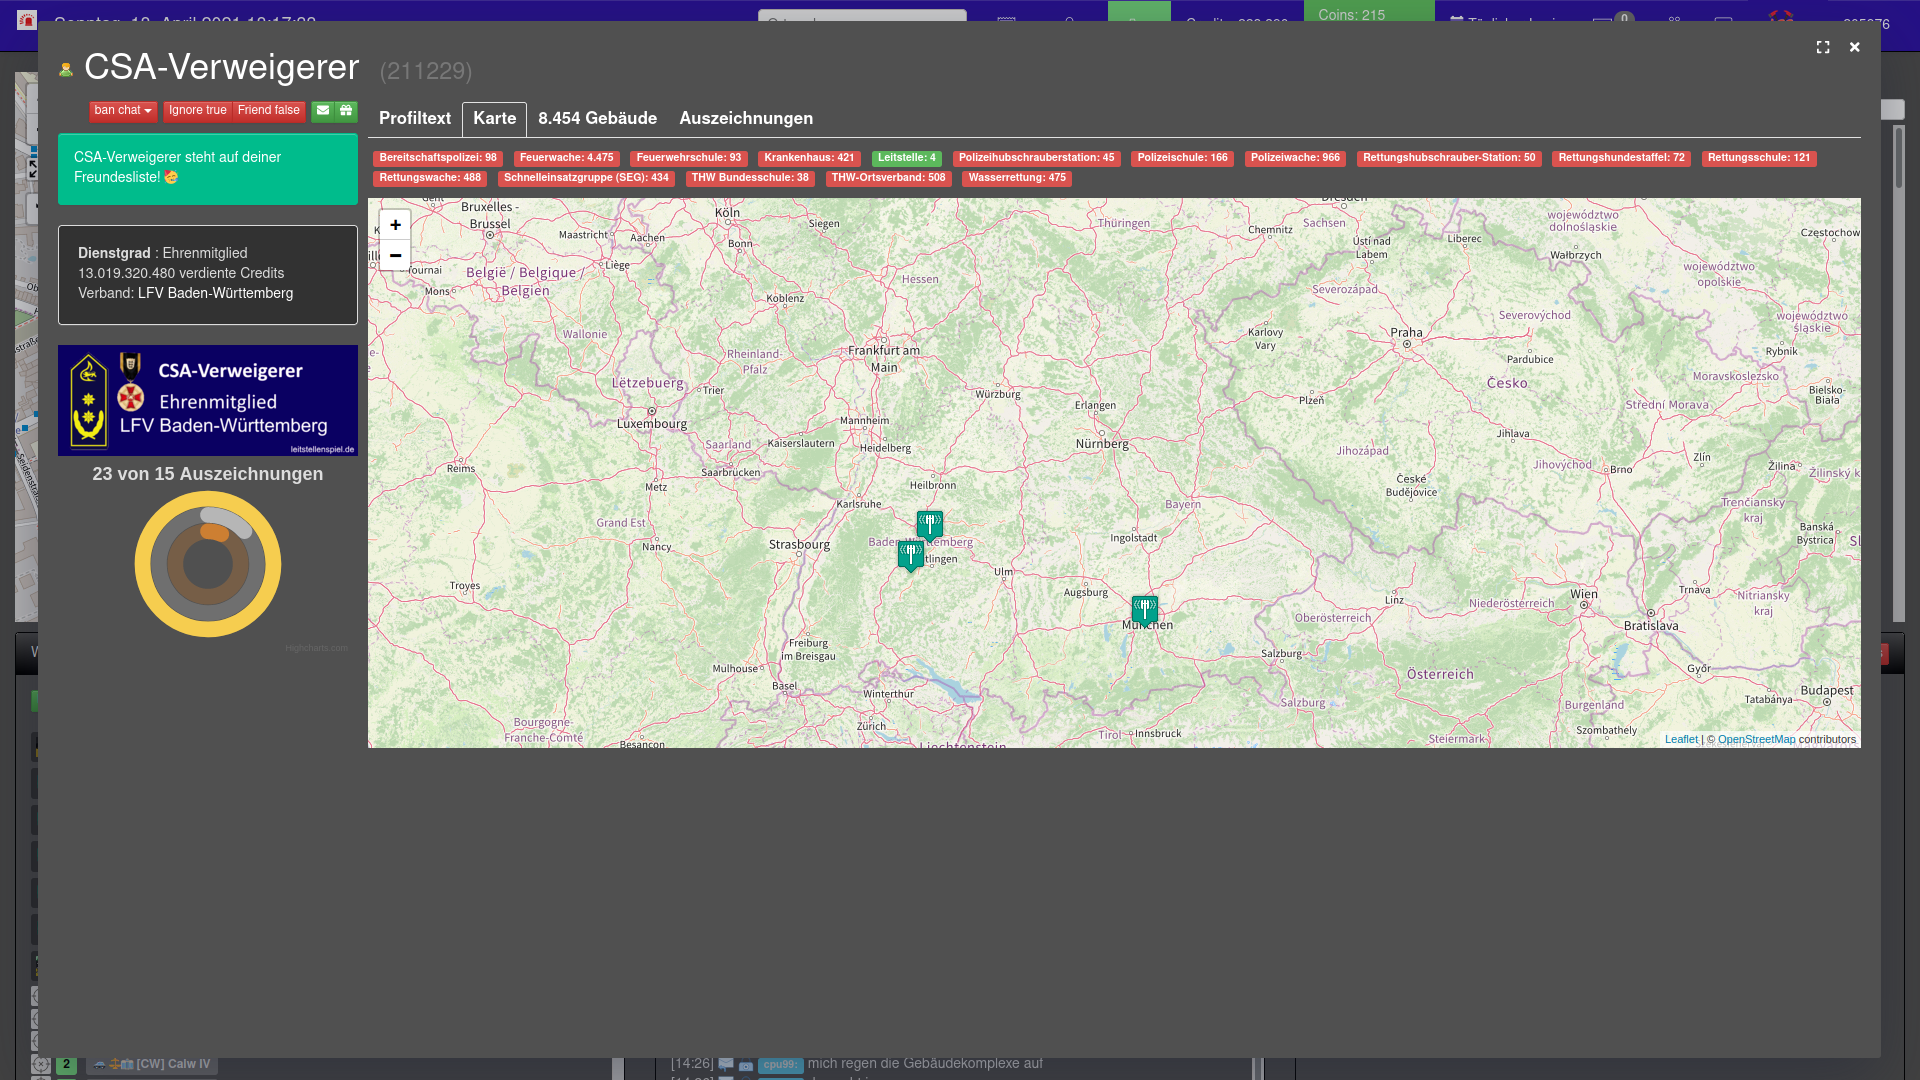 Coins: 215
CSA-Verweigerer (211229)
ban chat Ignore true Friend false
Profiltext Karte 8.454 Gebäude Auszeichnungen
CSA-Verweigerer steht auf deiner
Freundesliste! 🥳
Bereitschaftspolizei: 98 Feuerwache: 4.475 Feuerwehrschule: 93 Krankenhaus: 421 Leitstelle: 4 Polizeihubschrauberstation: 45 Polizeischule: 166 Polizeiwache: 966 Rettungshubschrauber-Station: 50 Rettungshundestaffel: 72 Rettungsschule: 121
Rettungswache: 488 Schnelleinsatzgruppe (SEG): 434 THW Bundesschule: 38 THW-Ortsverband: 508 Wasserrettung: 475
Dienstgrad : Ehrenmitglied
13.019.320.480 verdiente Credits
Verband: LFV Baden-Württemberg
CSA-Verweigerer
Ehrenmitglied
LFV Baden-Württemberg
leitstellenspiel.de
23 von 15 Auszeichnungen
Highcharts.com
+
−
Bruxelles -
Brussel
Köln
Siegen
Thüringen
Sachsen
Chemnitz
województwo
dolnośląskie
Częstochow
Maastricht
Aachen
Bonn
Ústí nad
Labem
Liberec
Wałbrzych
Tournai
Liège
België / Belgique /
Belgien
Mons
Hessen
Koblenz
Severozápad
województwo
opolskie
Wallonie
Karlovy
Vary
Praha
Severovýchod
województwo
śląskie
Rheinland-
Pfalz
Frankfurt am
Main
Pardubice
Rybnik
Lëtzebuerg
Trier
Würzburg
Česko
Moravskoslezsko
Luxembourg
Erlangen
Plzeň
Střední Morava
Bielsko-
Biała
Mannheim
Saarland
Kaiserslautern
Heidelberg
Nürnberg
Jihlava
Reims
Saarbrücken
Jihozápad
Jihovýchod
Brno
Zlín
Žilina
Žilinský k
Metz
Heilbronn
České
Budějovice
Karlsruhe
Bayern
Trenčiansky
kraj
Grand Est
Nancy
Strasbourg
Ingolstadt
Banská
Bystrica
Troyes
Ulm
Augsburg
Linz
Niederösterreich
Wien
Trnava
Nitriansky
kraj
München
Oberösterreich
Bratislava
Freiburg
im Breisgau
Mulhouse
Salzburg
Győr
Basel
Winterthur
Österreich
Tatabánya
Budapest
Bourgogne-
Franche-Comté
Zürich
Salzburg
Burgenland
Besançon
Liechtenstein
Tirol
Innsbruck
Steiermark
Szombathely
Leaflet | © OpenStreetMap contributors
2 [CW] Calw IV
[14:26] cpu99: mich regen die Gebäudekomplexe auf